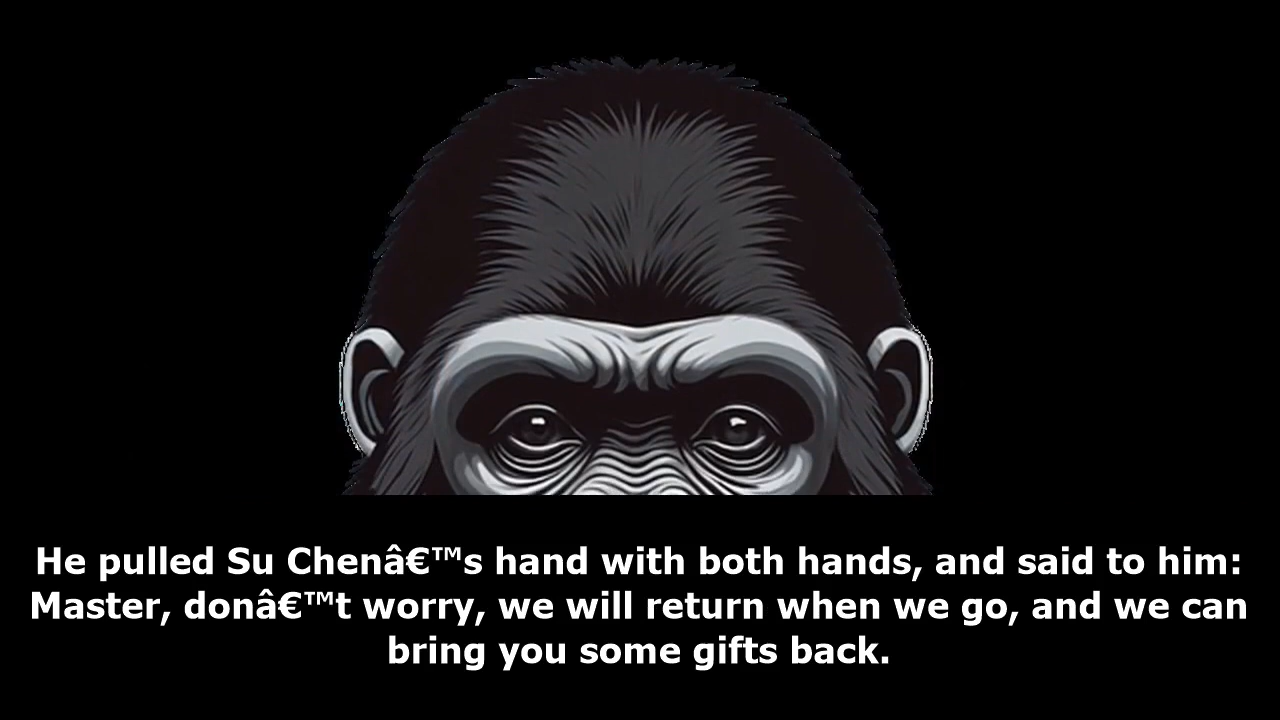 He pulled Su Chenâ€™s hand with both hands, and said to him:
Master, donâ€™t worry, we will return when we go, and we can
bring you some gifts back.